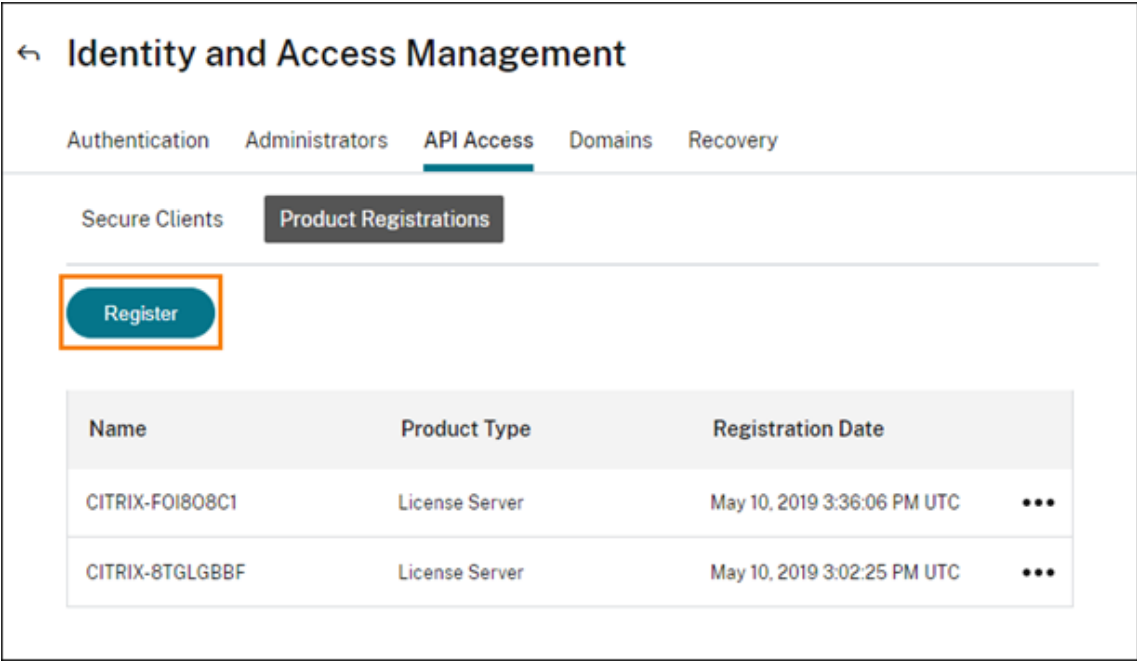 Identity and Access Management
Authentication Administrators API Access Domains Recovery
Secure Clients Product Registrations
Register
Name Product Type Registration Date
CITRIX-FOI8O8C1 License Server May 10, 2019 3:36:06 PM UTC
CITRIX-8TGLGBBF License Server May 10, 2019 3:02:25 PM UTC